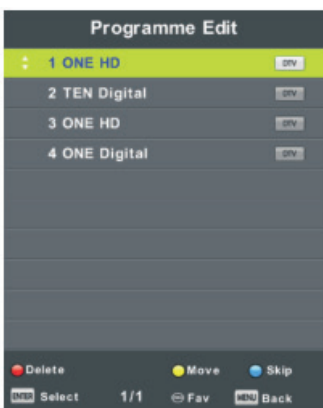 Programme Edit
1 ONE HD DTV
2 TEN Digital DTV
3 ONE HD DTV
4 ONE Digital DTV
Delete Move Skip
ENTER Select 1/1 Fav MENU Back